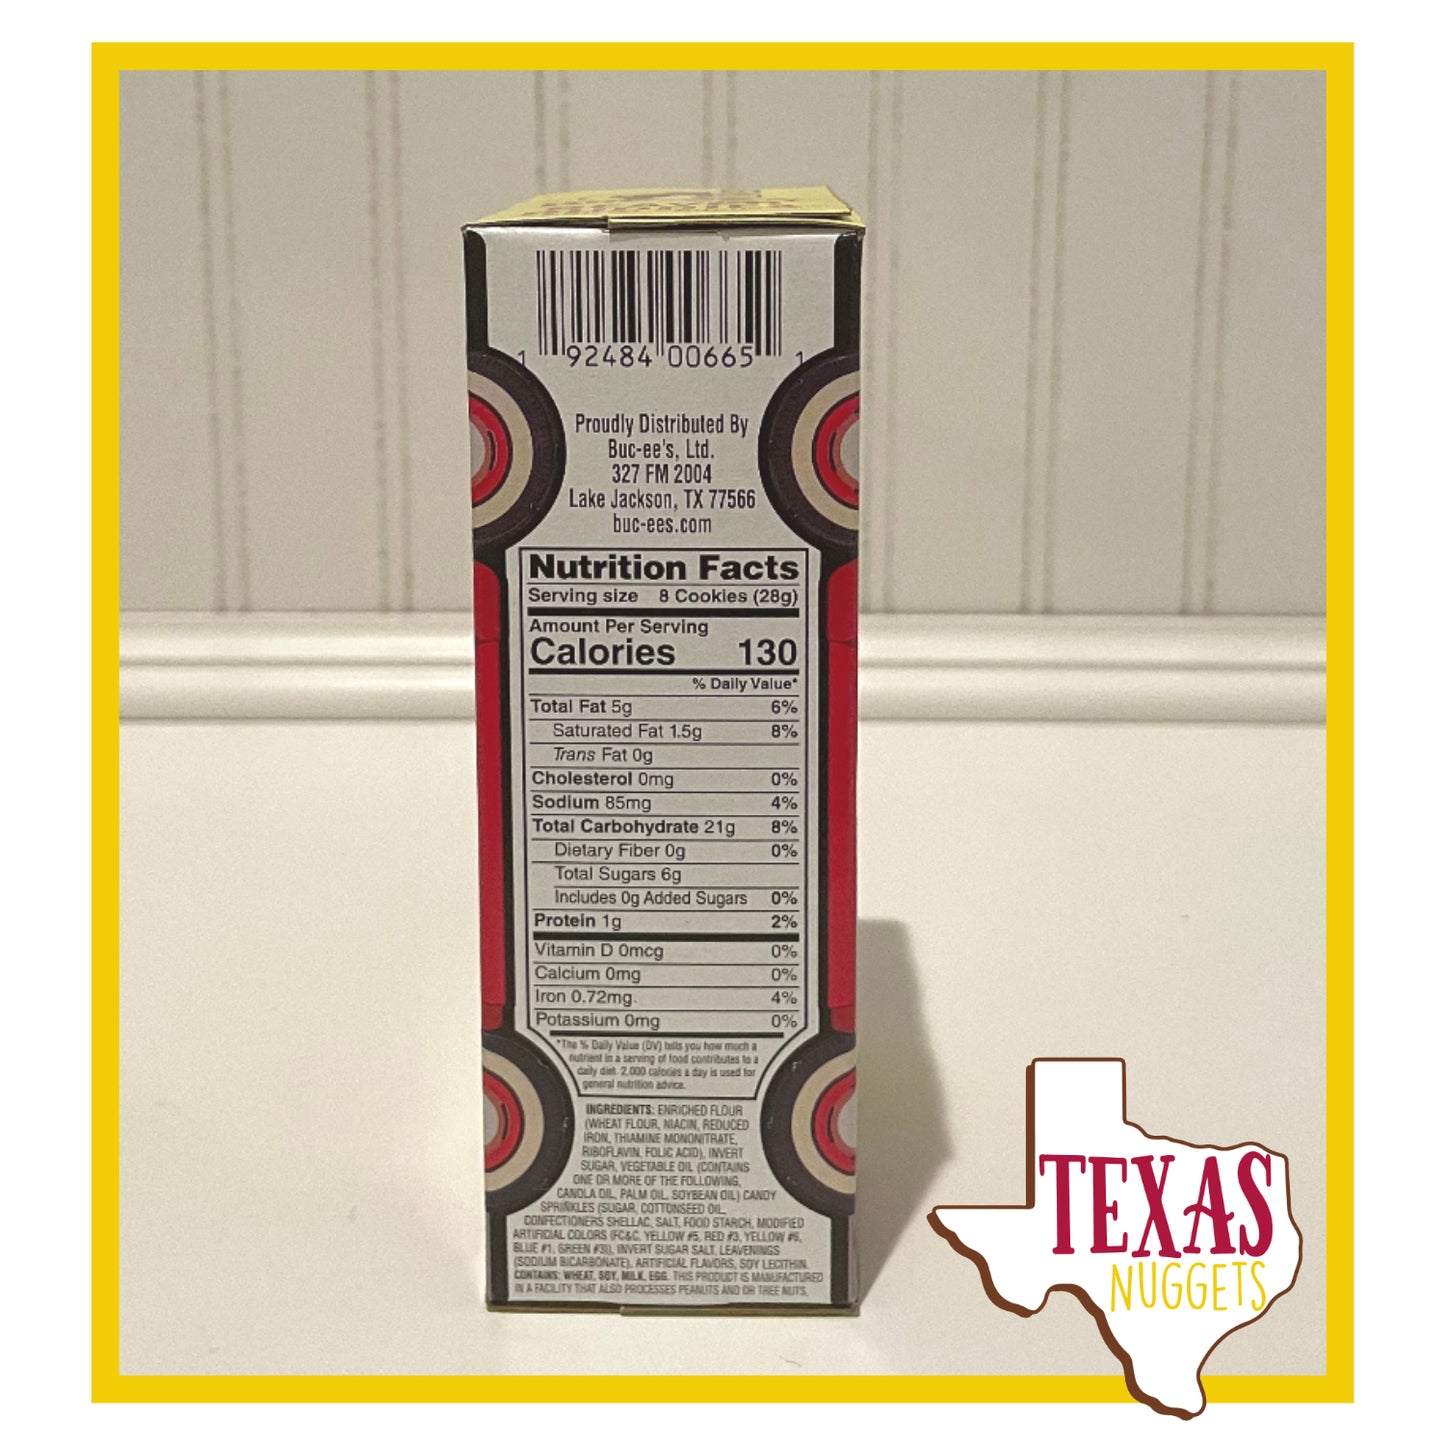 1 92484 00665 1
Proudly Distributed By
Buc-ee's, Ltd.
327 FM 2004
Lake Jackson, TX 77566
buc-ees.com
Nutrition Facts
Serving size 8 Cookies (28g)
Amount Per Serving
Calories 130
% Daily Value*
Total Fat 5g 6%
Saturated Fat 1.5g 8%
Trans Fat 0g
Cholesterol 0mg 0%
Sodium 85mg 4%
Total Carbohydrate 21g 8%
Dietary Fiber 0g 0%
Total Sugars 6g
Includes 0g Added Sugars 0%
Protein 1g 2%
Vitamin D 0mcg 0%
Calcium 0mg 0%
Iron 0.72mg 4%
Potassium 0mg 0%
*The % Daily Value (DV) tells you how much a
nutrient in a serving of food contributes to a
daily diet. 2,000 calories a day is used for
general nutrition advice.
INGREDIENTS: ENRICHED FLOUR
(WHEAT FLOUR, NIACIN, REDUCED
IRON, THIAMINE MONONITRATE,
RIBOFLAVIN, FOLIC ACID), INVERT
SUGAR, VEGETABLE OIL (CONTAINS
ONE OR MORE OF THE FOLLOWING,
CANOLA OIL, PALM OIL, SOYBEAN OIL) CANDY
SPRINKLES (SUGAR, COTTONSEED OIL,
CONFECTIONERS SHELLAC, SALT, FOOD STARCH, MODIFIED
ARTIFICIAL COLORS (FC&C, YELLOW #5, RED #3, YELLOW #6,
BLUE #1, GREEN #3)), INVERT SUGAR SALT, LEAVENINGS
(SODIUM BICARBONATE), ARTIFICIAL FLAVORS, SOY LECITHIN.
CONTAINS: WHEAT, SOY, MILK, EGG. THIS PRODUCT IS MANUFACTURED
IN A FACILITY THAT ALSO PROCESSES PEANUTS AND OR TREE NUTS.
TEXAS
NUGGETS